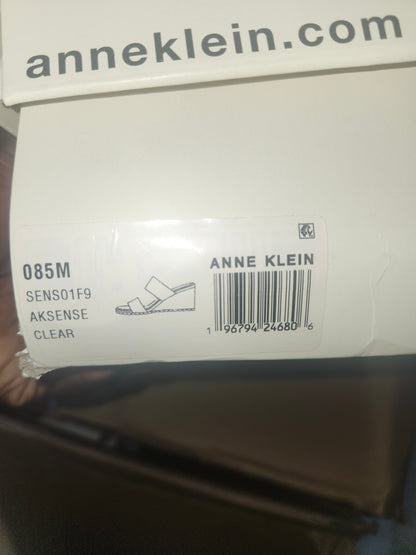 anneklein.com
085M
SENS01F9
AKSENSE
CLEAR
ANNE KLEIN
1 96794 24680 6